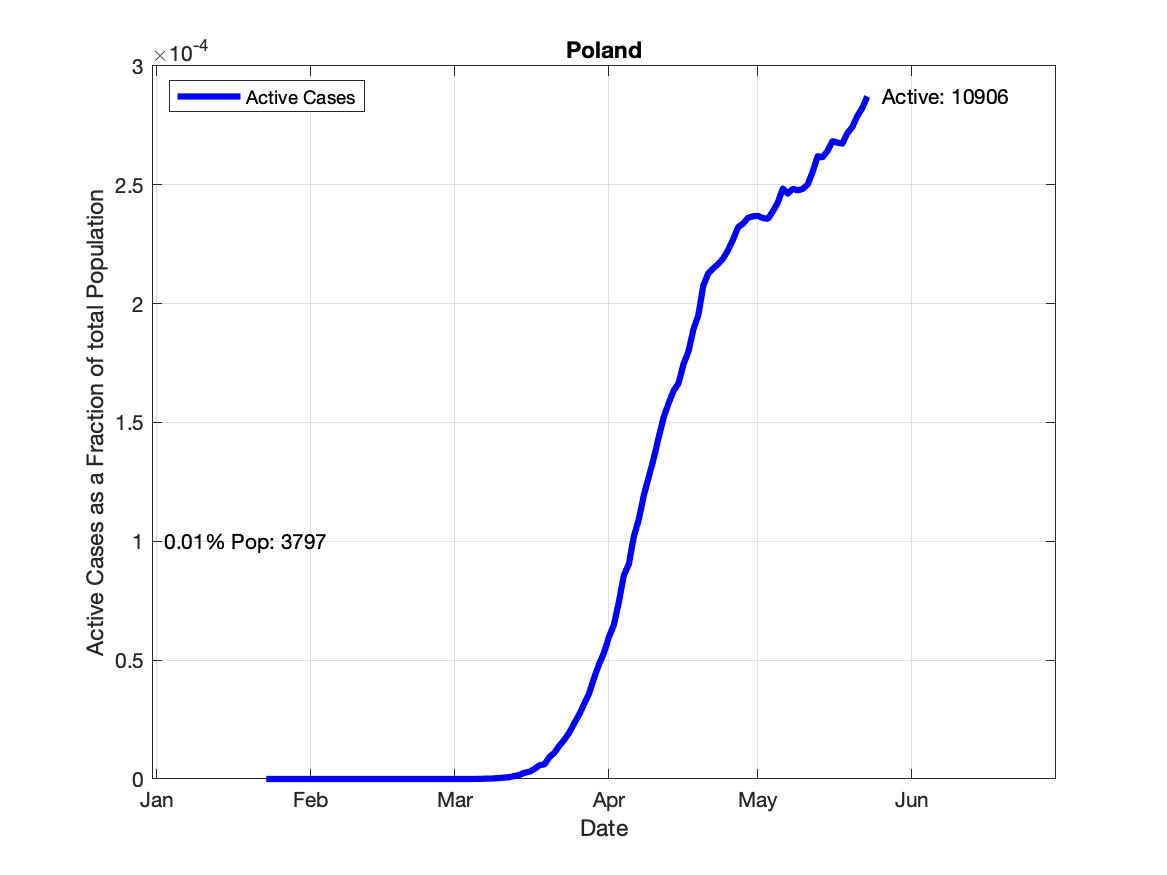 Poland
×10-4
3
2.5
2
1.5
1
0.5
0
Active Cases
Active: 10906
0.01% Pop: 3797
Active Cases as a Fraction of total Population
Jan Feb Mar Apr May Jun
Date